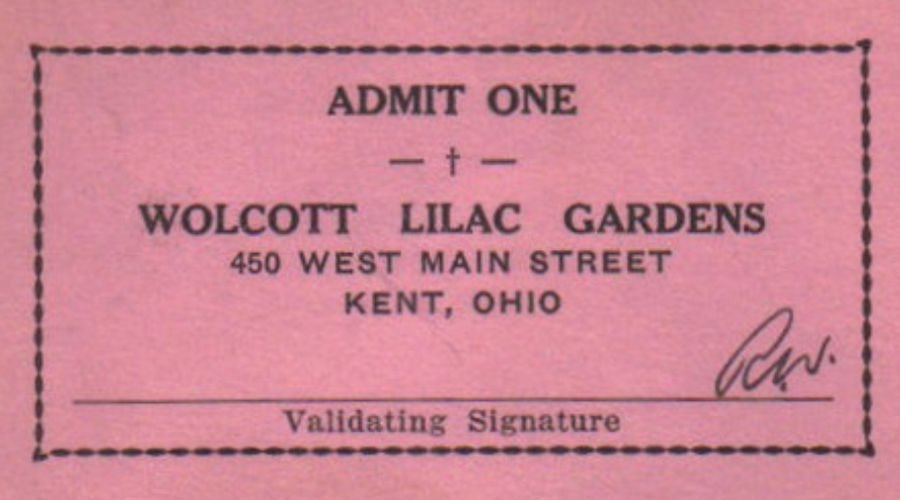 ADMIT ONE
— † —
WOLCOTT LILAC GARDENS
450 WEST MAIN STREET
KENT, OHIO
Validating Signature